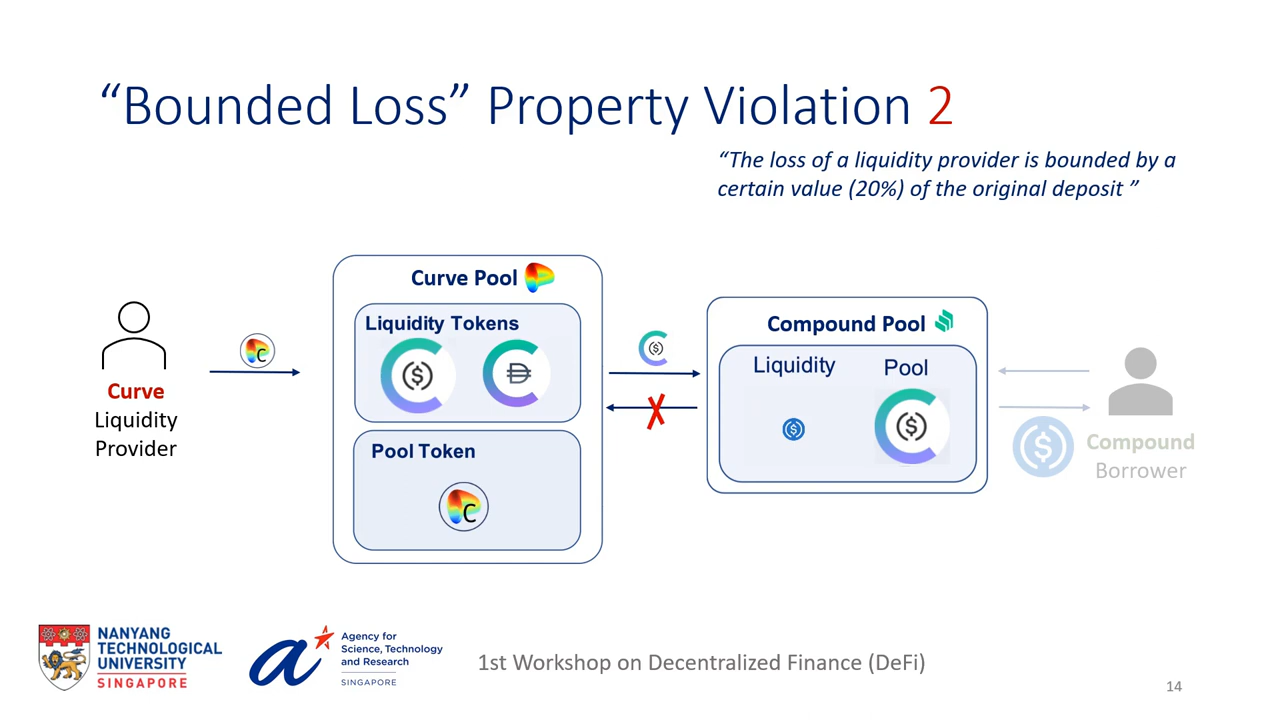 “Bounded Loss” Property Violation 2
“The loss of a liquidity provider is bounded by a
certain value (20%) of the original deposit ”
Curve Pool
Liquidity Tokens
Pool Token
C
C
Curve
Liquidity
Provider
Compound Pool
Liquidity
Pool
Compound
Borrower
NANYANG
TECHNOLOGICAL
UNIVERSITY
SINGAPORE
Agency for
Science, Technology
and Research
SINGAPORE
1st Workshop on Decentralized Finance (DeFi)
14